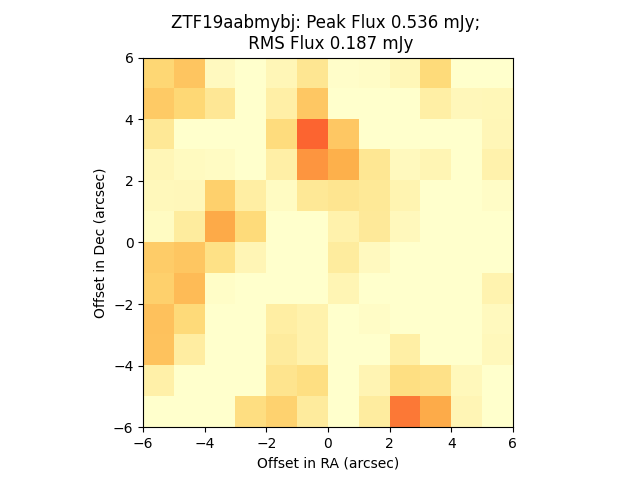 ZTF19aabmybj: Peak Flux 0.536 mJy;
RMS Flux 0.187 mJy
6
4
2
0
−2
−4
−6
Offset in Dec (arcsec)
−6 −4 −2 0 2 4 6
Offset in RA (arcsec)